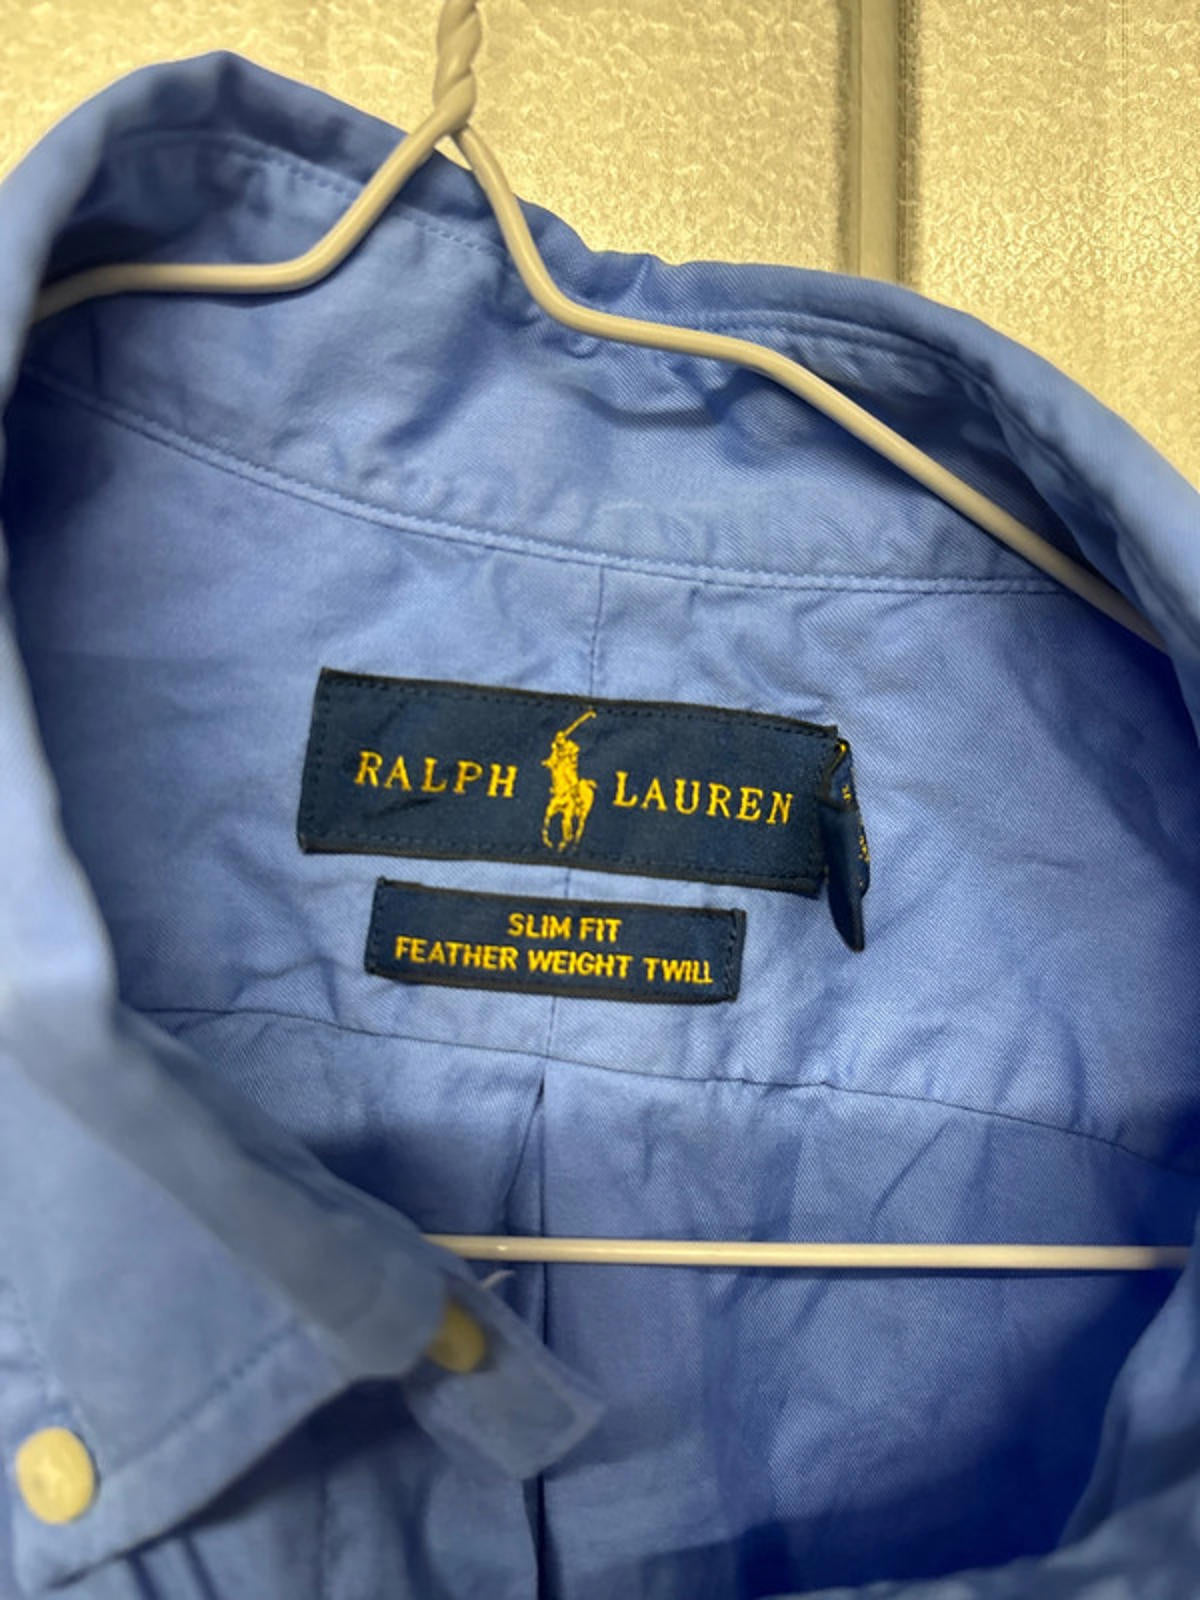 RALPH LAUREN
SLIM FIT
FEATHER WEIGHT TWILL